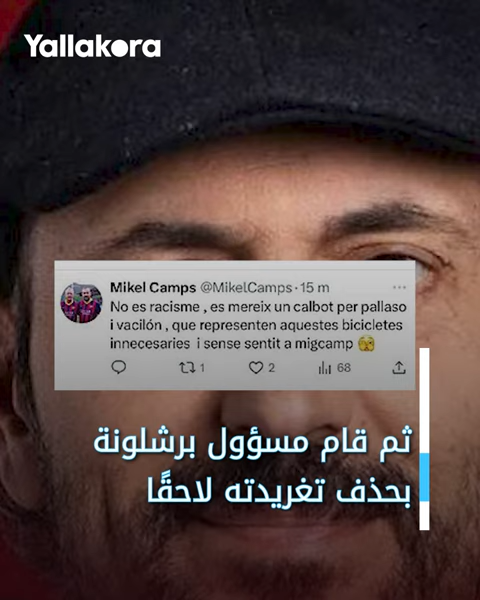 Yallakora
Mikel Camps @MikelCamps · 15 m
No es racisme , es mereix un calbot per pallaso
i vacilón , que representen aquestes bicicletes
innecesaries i sense sentit a migcamp 🫣
1 2 68
ثم قام مسؤول برشلونة
بحذف تغريدته لاحقًا